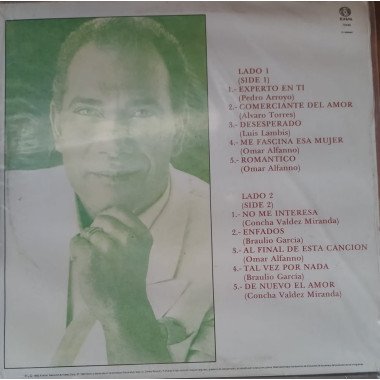 LADO 1
(SIDE 1)
1.- EXPERTO EN TI
(Pedro Arroyo)
2.- COMERCIANTE DEL AMOR
(Alvaro Torres)
3.- DESESPERADO
(Luis Lambis)
4.- ME FASCINA ESA MUJER
(Omar Alfanno)
5.- ROMANTICO
(Omar Alfanno)
LADO 2
(SIDE 2)
1.- NO ME INTERESA
(Concha Valdez Miranda)
2.- ENFADOS
(Braulio García)
3.- AL FINAL DE ESTA CANCION
(Omar Alfanno)
4.- TAL VEZ POR NADA
(Braulio García)
5.- DE NUEVO EL AMOR
(Concha Valdez Miranda)